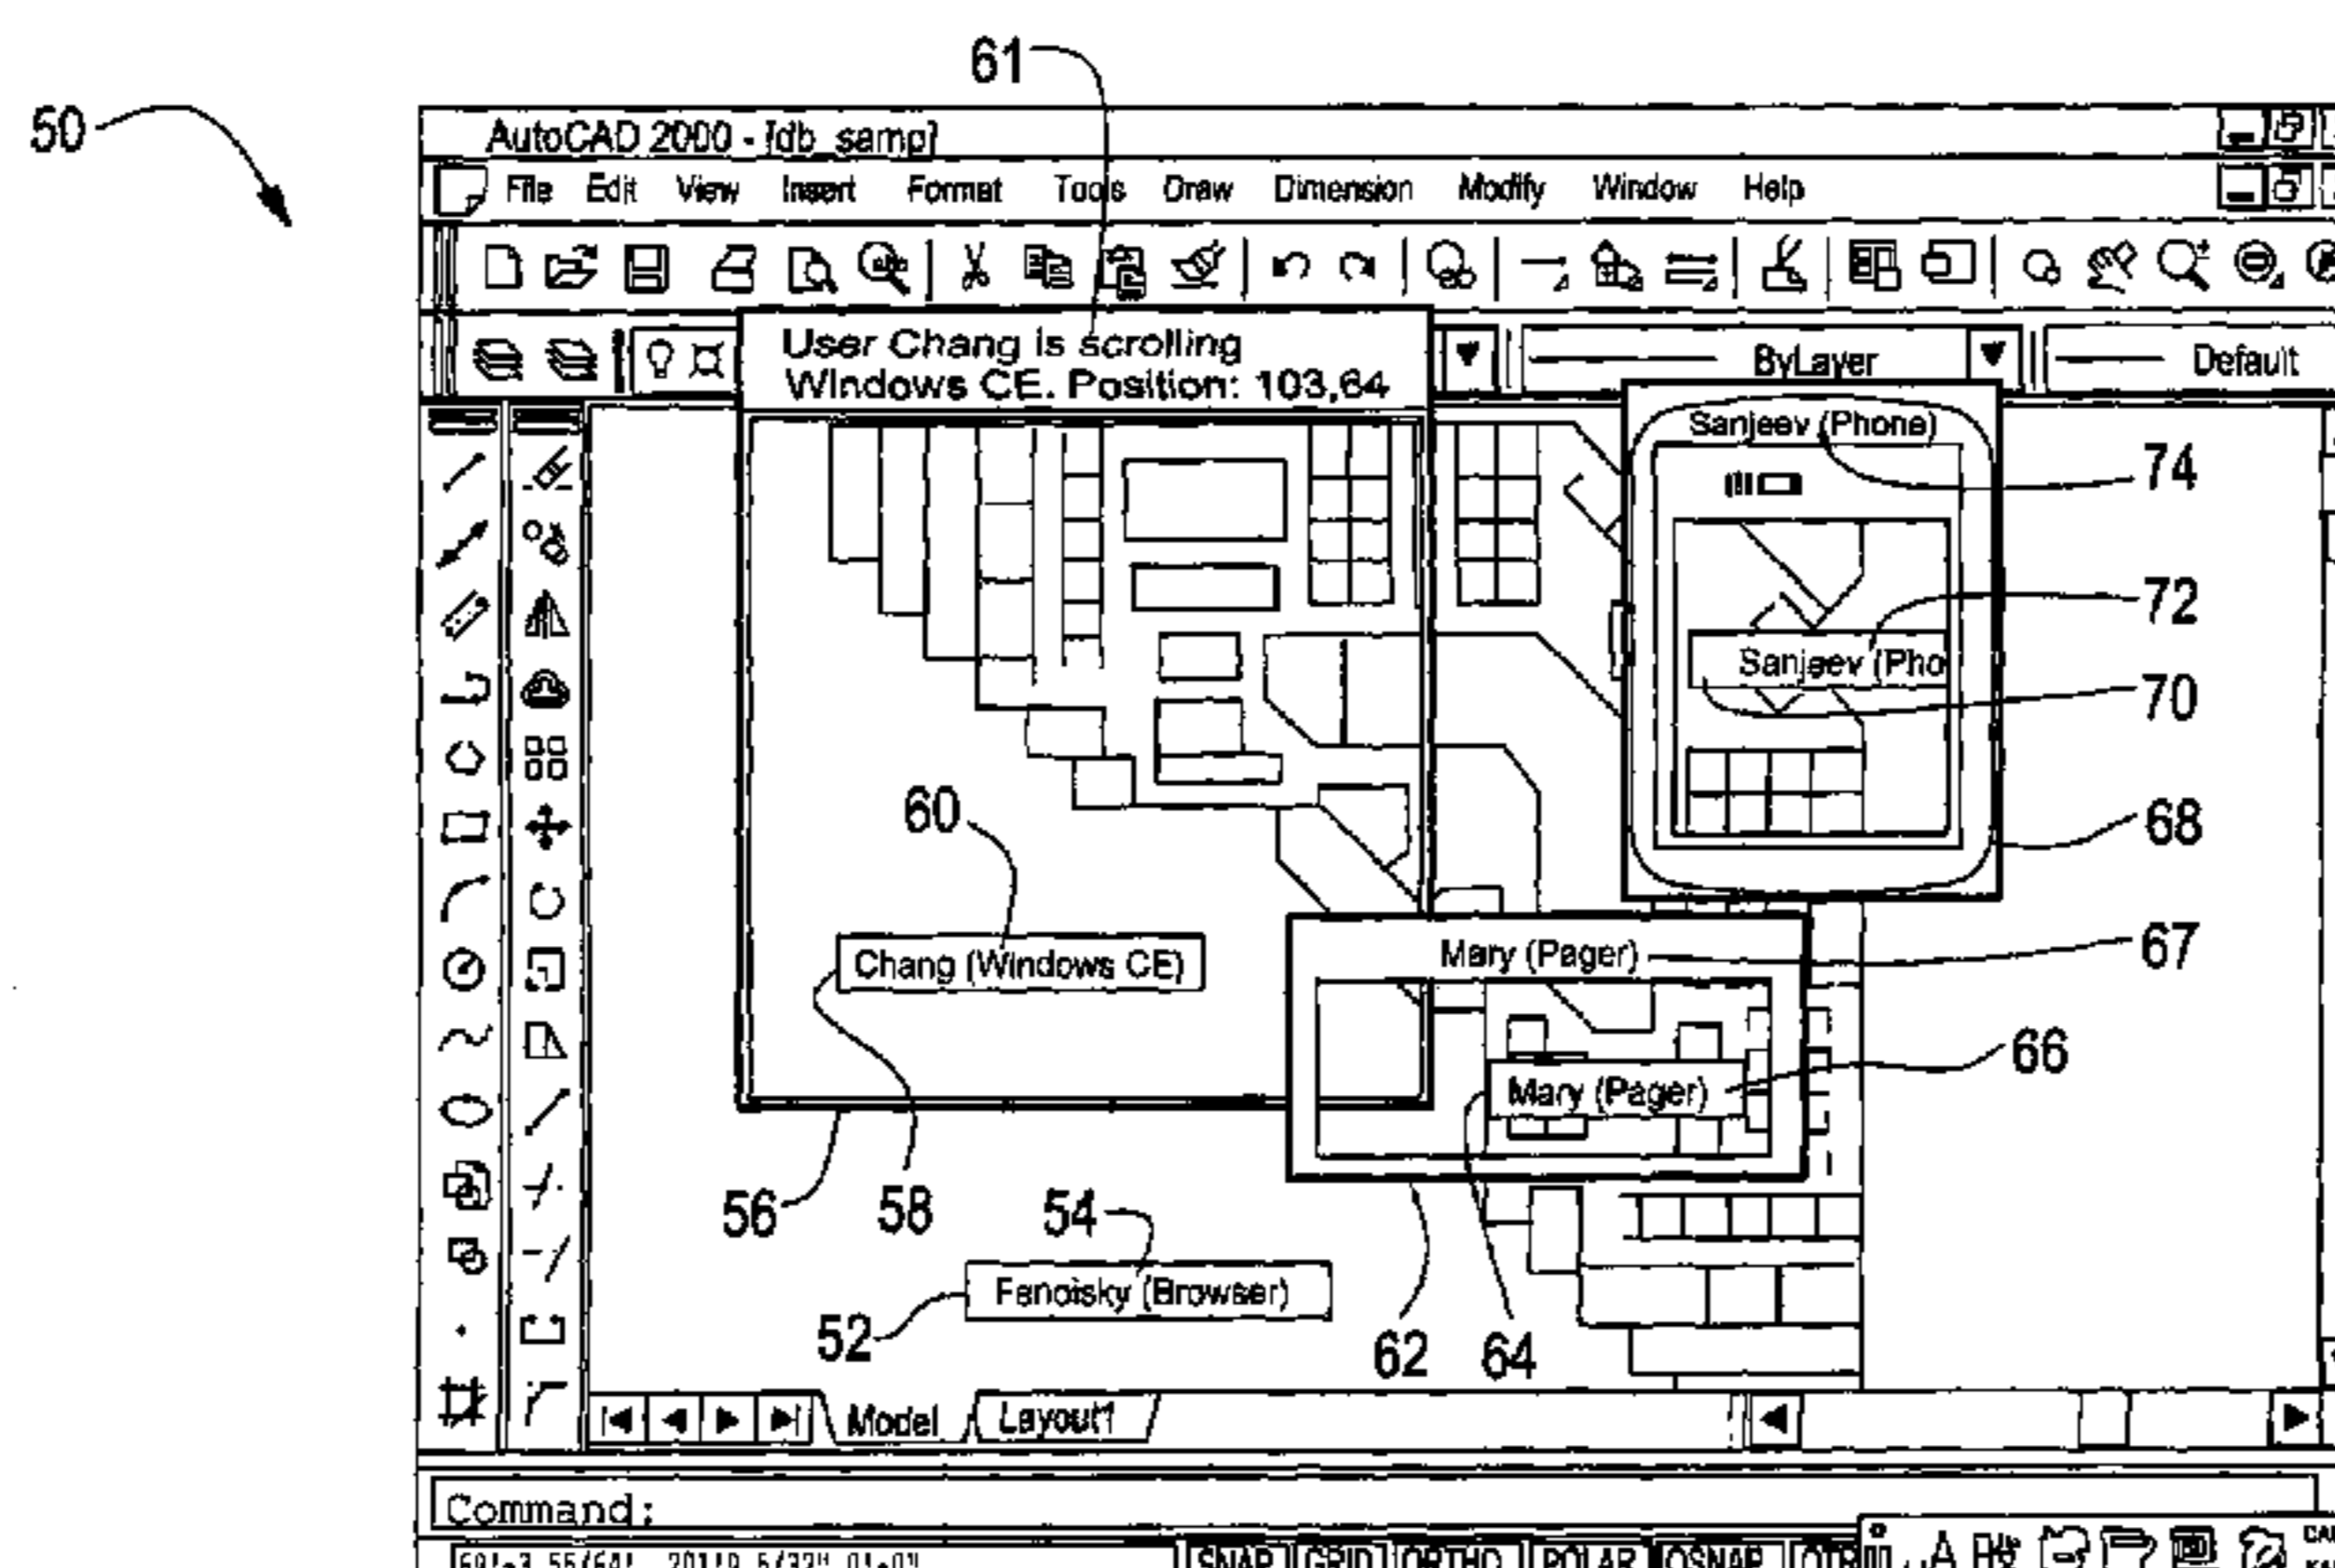 61
50
AutoCAD 2000 - [db_samp]
File Edit View Insert Format Tools Draw Dimension Modify Window Help
User Chang is scrolling
Windows CE. Position: 103,64
ByLayer
Default
Sanjeev (Phone)
74
72
Sanjeev (Pho
70
60
68
Mary (Pager)
67
Chang (Windows CE)
66
Mary (Pager)
56
58
54
Fenoisky (Browser)
52
62
64
Model
Layout1
Command:
SNAP GRID ORTHO POLAR OSNAP